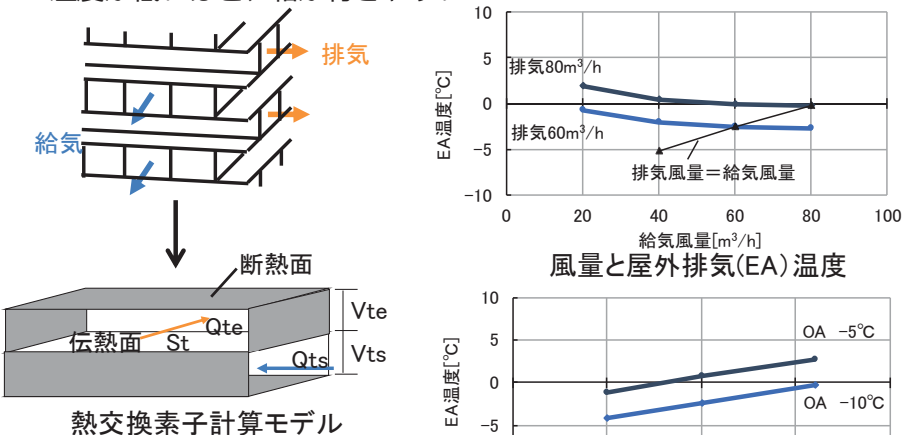 排気
給気
断熱面
Vte
Qte
伝熱面 St
Vts
Qts
熱交換素子計算モデル
EA温度[℃]
10
5
0
-5
-10
排気80m³/h
排気60m³/h
排気風量=給気風量
0 20 40 60 80 100
給気風量[m³/h]
風量と屋外排気(EA)温度
EA温度[℃]
10
5
0
-5
OA -5℃
OA -10℃